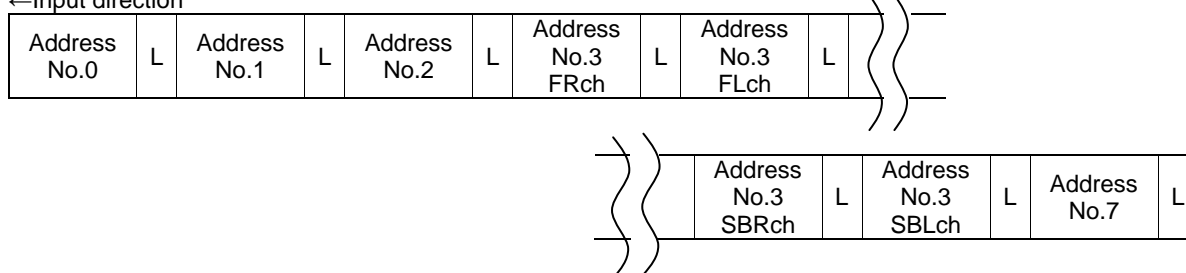 ←Input direction
Address No.0
L
Address No.1
L
Address No.2
L
Address No.3 FRch
L
Address No.3 FLch
L
Address No.3 SBRch
L
Address No.3 SBLch
L
Address No.7
L